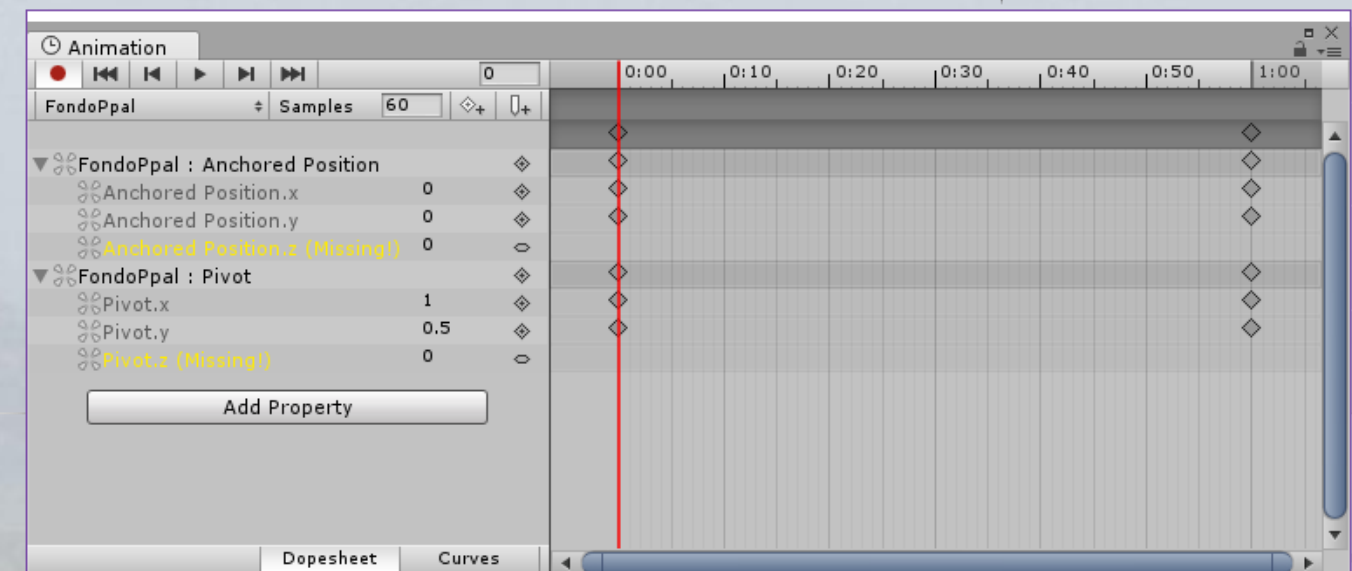 Animation
0 0:00 0:10 0:20 0:30 0:40 0:50 1:00
FondoPpal Samples 60
FondoPpal : Anchored Position
Anchored Position.x 0
Anchored Position.y 0
Anchored Position.z (Missing!) 0
FondoPpal : Pivot
Pivot.x 1
Pivot.y 0.5
Pivot.z (Missing!) 0
Add Property
Dopesheet Curves